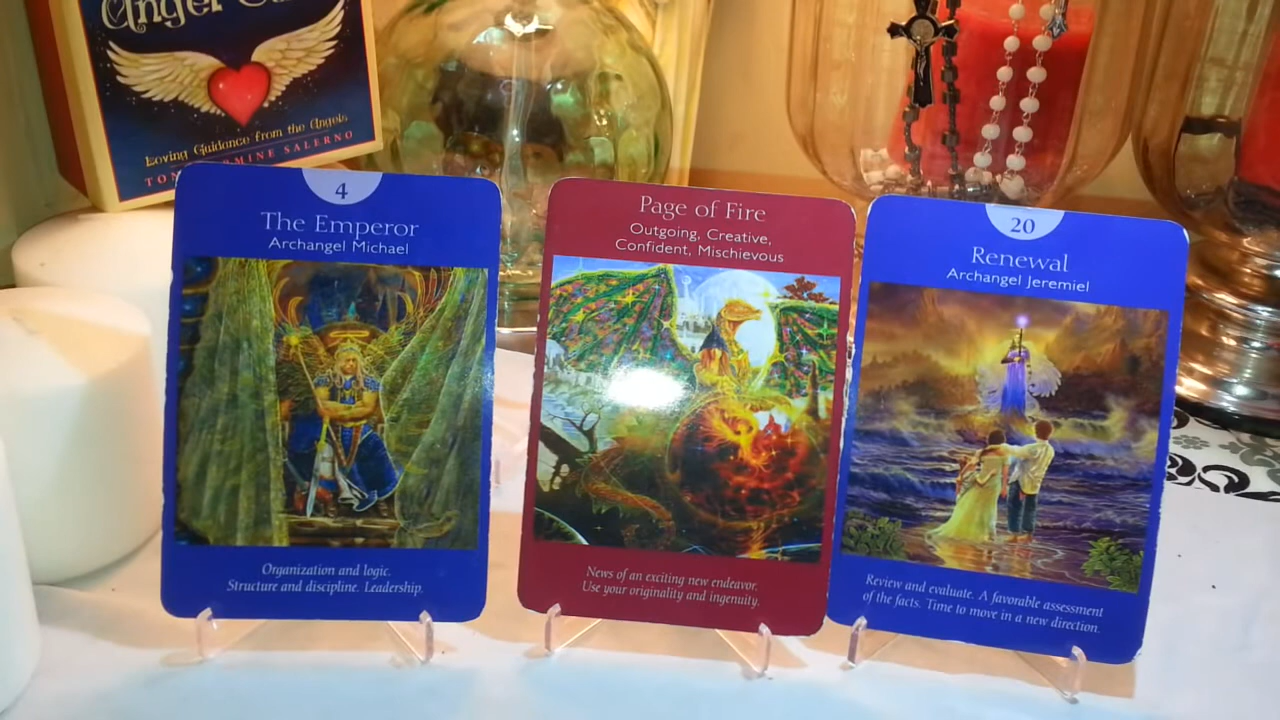 Angel
Loving Guidance from the Angels
SALERNO
4
The Emperor
Archangel Michael
Organization and logic.
Structure and discipline. Leadership.
Page of Fire
Outgoing, Creative,
Confident, Mischievous
News of an exciting new endeavor.
Use your originality and ingenuity.
20
Renewal
Archangel Jeremiel
Review and evaluate. A favorable assessment
of the facts. Time to move in a new direction.